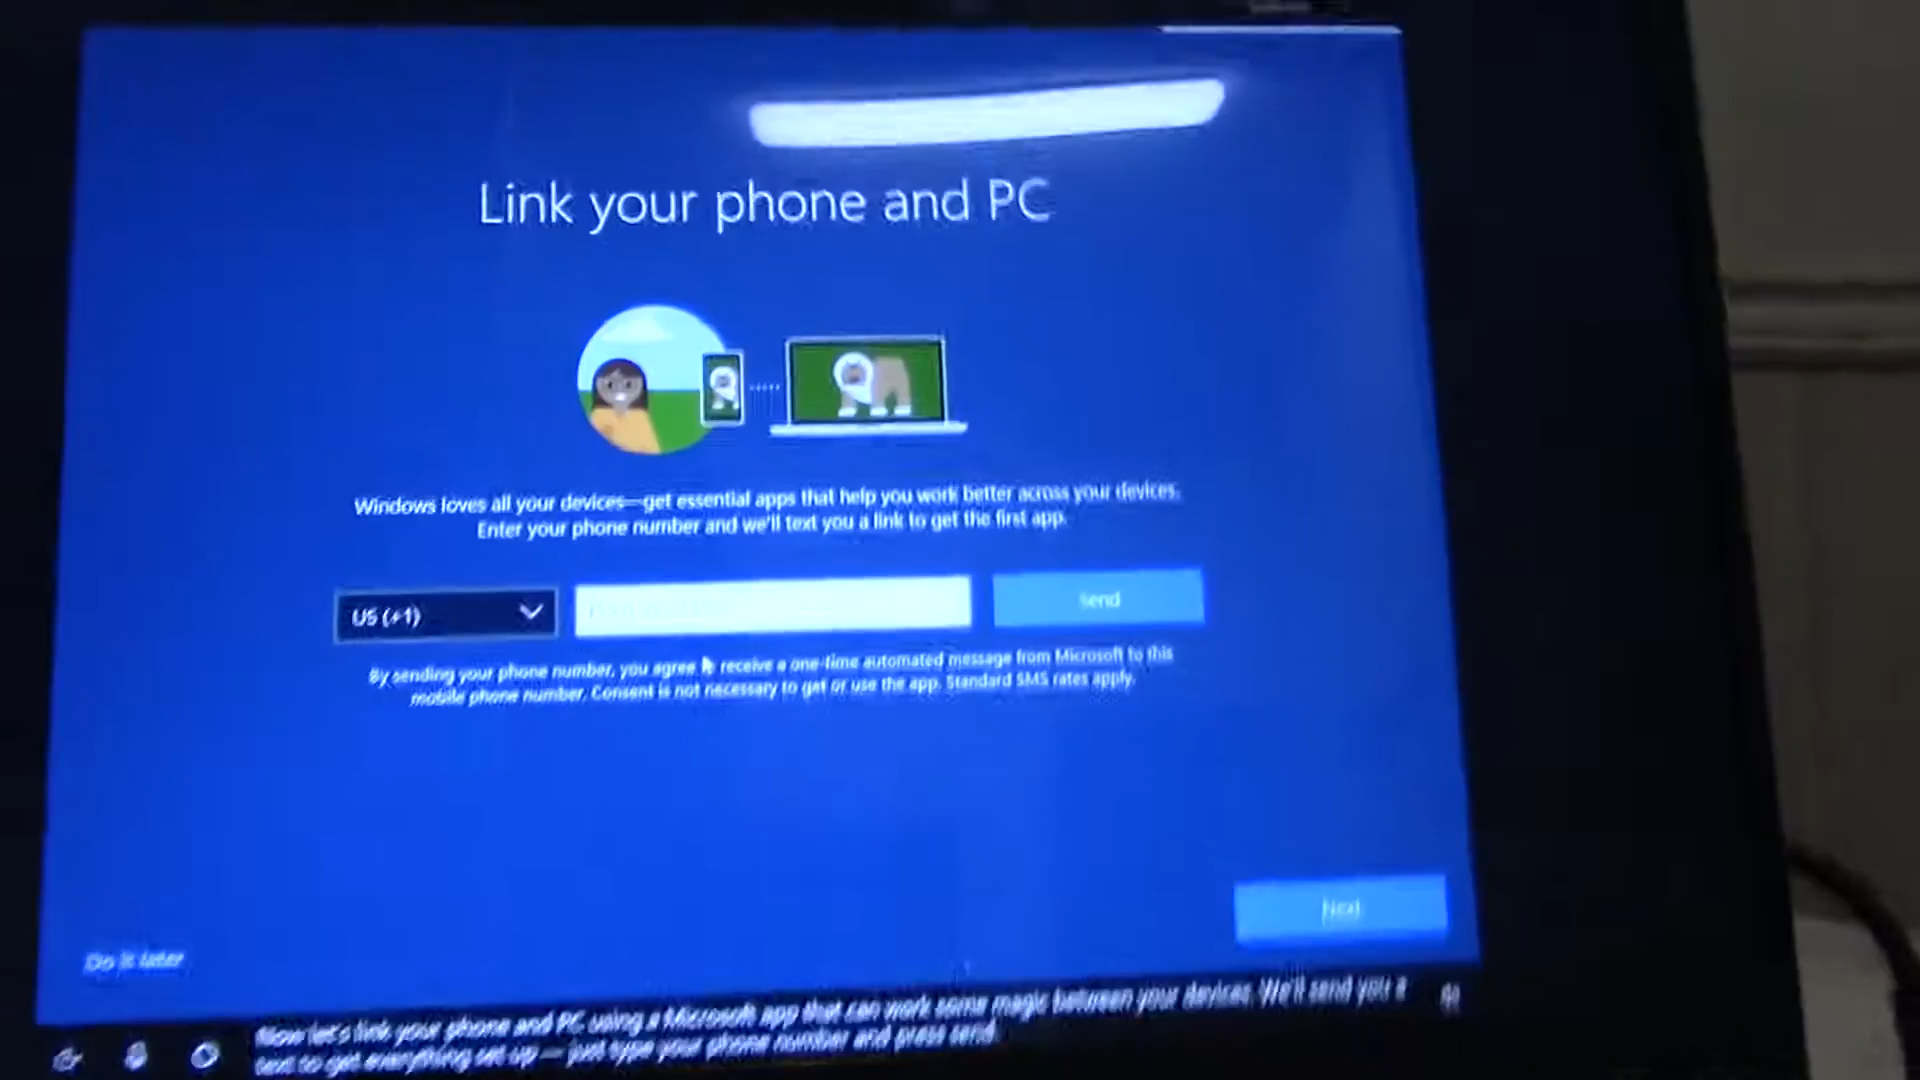 Link your phone and PC
Windows loves all your devices—get essential apps that help you work better across your devices.
Enter your phone number and we'll text you a link to get the first app.
US (+1)
Send
By sending your phone number, you agree receive a one-time automated message from Microsoft to this
mobile phone number. Consent is not necessary to get or use the app. Standard SMS rates apply.
Next
Do it later
Now let's link your phone and PC using a Microsoft app that can work some magic between your devices. We'll send you a
text to get everything set up — just type your phone number and press send.